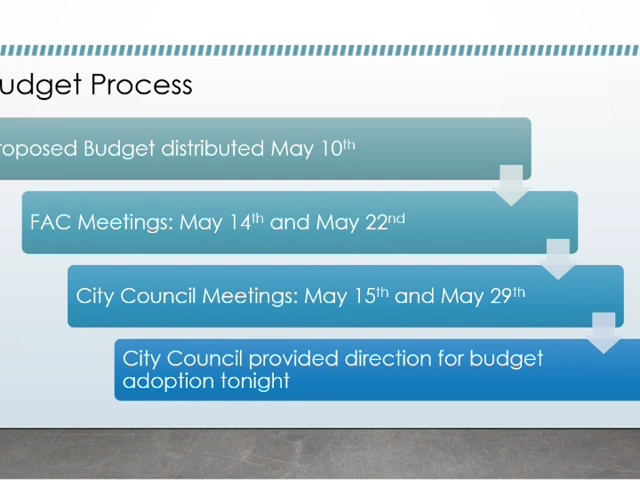 udget Process
roposed Budget distributed May 10th
FAC Meetings: May 14th and May 22nd
City Council Meetings: May 15th and May 29th
City Council provided direction for budget
adoption tonight